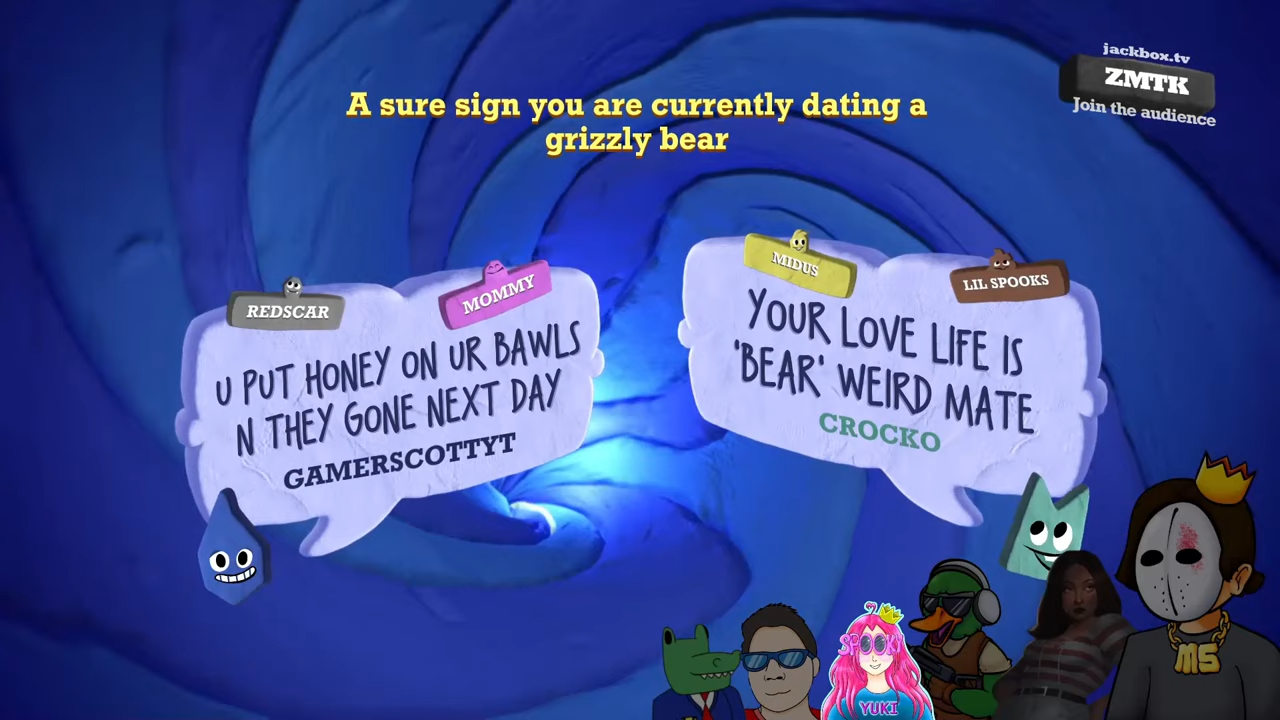 jackbox.tv
ZMTK
Join the audience
A sure sign you are currently dating a
grizzly bear
REDSCAR
MOMMY
U PUT HONEY ON UR BAWLS
N THEY GONE NEXT DAY
GAMERSCOTTYT
MIDUS
LIL SPOOKS
YOUR LOVE LIFE IS
'BEAR' WEIRD MATE
CROCKO
SPOOKY
YUKI
MS